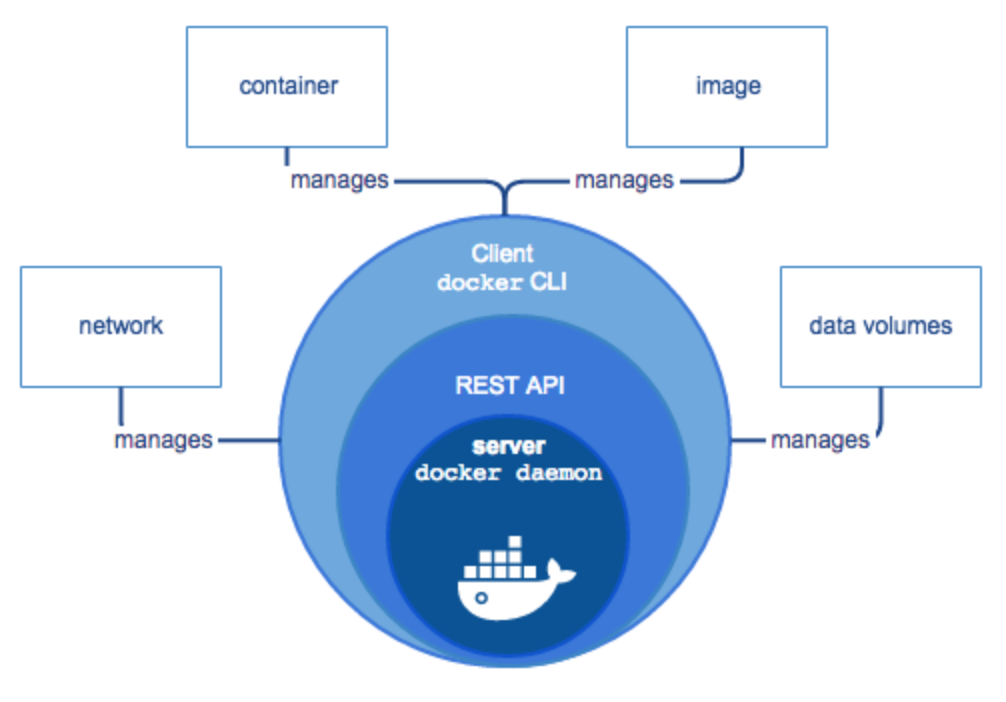 container
image
manages
manages
Client
docker CLI
network
data volumes
REST API
manages
server
docker daemon
manages